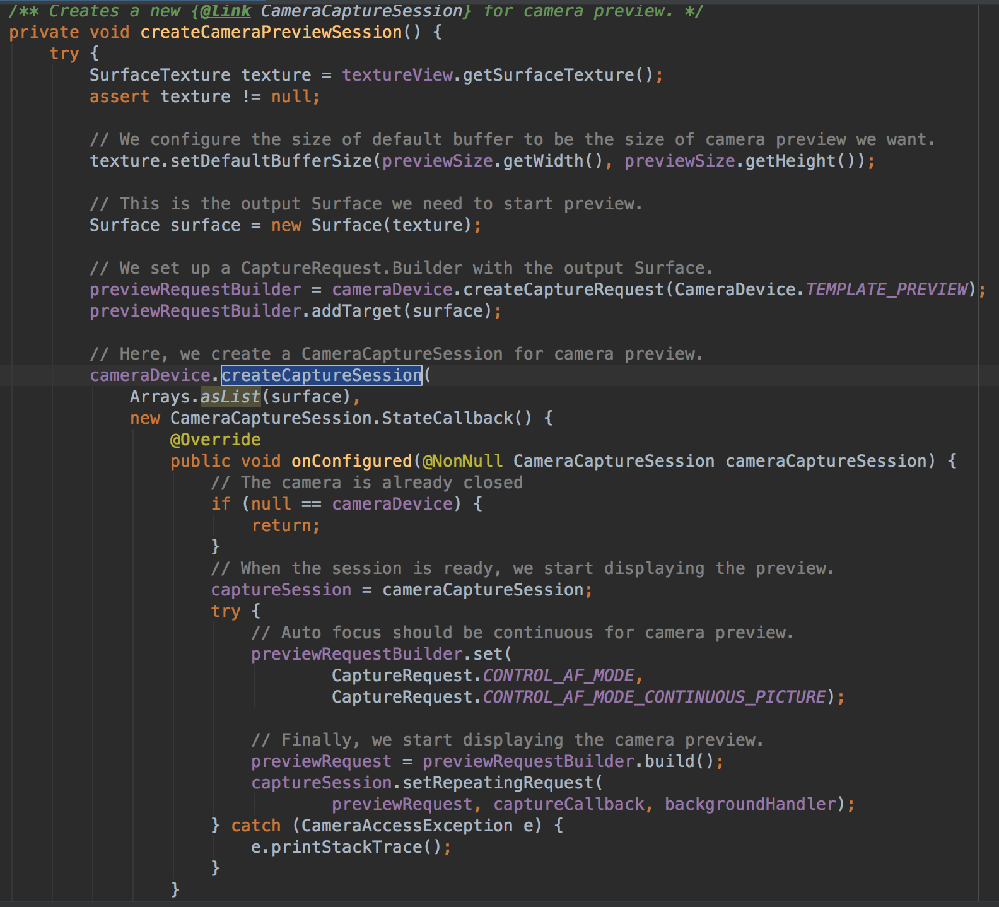 /** Creates a new {@link CameraCaptureSession} for camera preview. */
private void createCameraPreviewSession() {
    try {
        SurfaceTexture texture = textureView.getSurfaceTexture();
        assert texture != null;

        // We configure the size of default buffer to be the size of camera preview we want.
        texture.setDefaultBufferSize(previewSize.getWidth(), previewSize.getHeight());

        // This is the output Surface we need to start preview.
        Surface surface = new Surface(texture);

        // We set up a CaptureRequest.Builder with the output Surface.
        previewRequestBuilder = cameraDevice.createCaptureRequest(CameraDevice.TEMPLATE_PREVIEW);
        previewRequestBuilder.addTarget(surface);

        // Here, we create a CameraCaptureSession for camera preview.
        cameraDevice.createCaptureSession(
            Arrays.asList(surface),
            new CameraCaptureSession.StateCallback() {
                @Override
                public void onConfigured(@NonNull CameraCaptureSession cameraCaptureSession) {
                    // The camera is already closed
                    if (null == cameraDevice) {
                        return;
                    }
                    // When the session is ready, we start displaying the preview.
                    captureSession = cameraCaptureSession;
                    try {
                        // Auto focus should be continuous for camera preview.
                        previewRequestBuilder.set(
                                CaptureRequest.CONTROL_AF_MODE,
                                CaptureRequest.CONTROL_AF_MODE_CONTINUOUS_PICTURE);

                        // Finally, we start displaying the camera preview.
                        previewRequest = previewRequestBuilder.build();
                        captureSession.setRepeatingRequest(
                                previewRequest, captureCallback, backgroundHandler);
                    } catch (CameraAccessException e) {
                        e.printStackTrace();
                    }
                }